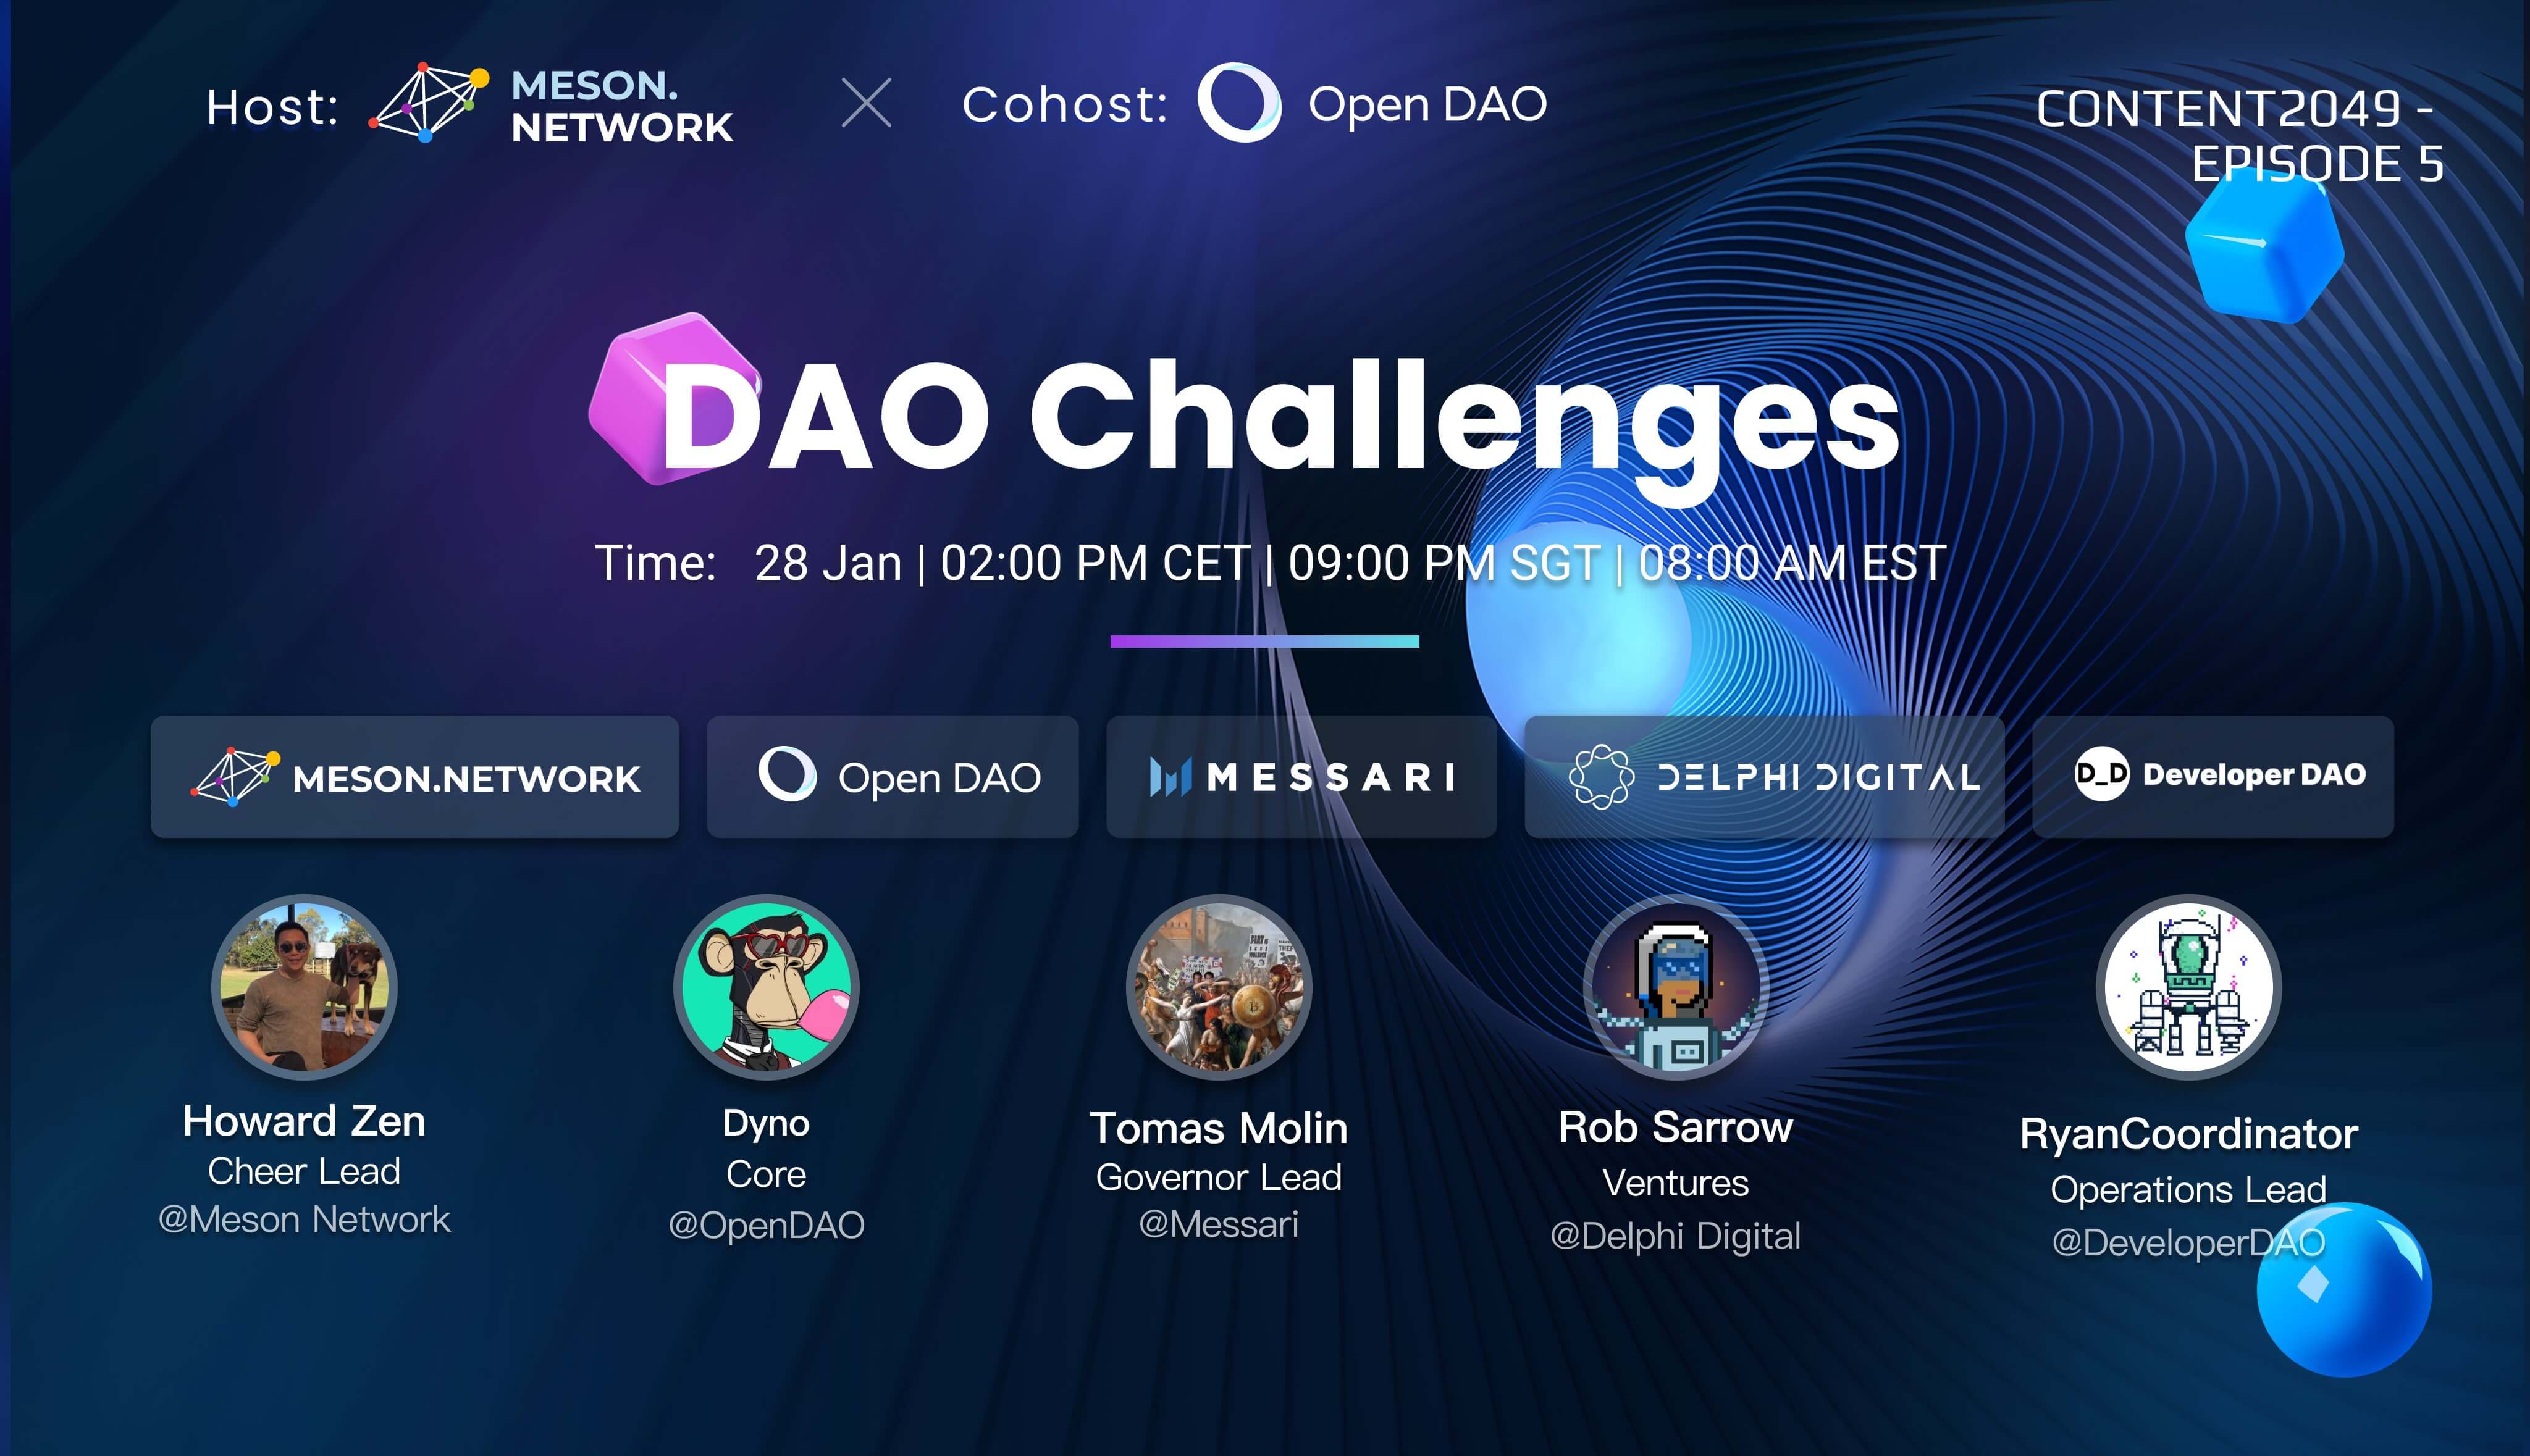 Host: MESON. NETWORK
Cohost: Open DAO
CONTENT2049 -
EPISODE 5
DAO Challenges
Time: 28 Jan | 02:00 PM CET | 09:00 PM SGT | 08:00 AM EST
MESON.NETWORK
Open DAO
MESSARI
DELPHI DIGITAL
D_D Developer DAO
Howard Zen
Cheer Lead
@Meson Network
Dyno
Core
@OpenDAO
Tomas Molin
Governor Lead
@Messari
Rob Sarrow
Ventures
@Delphi Digital
RyanCoordinator
Operations Lead
@DeveloperDAO